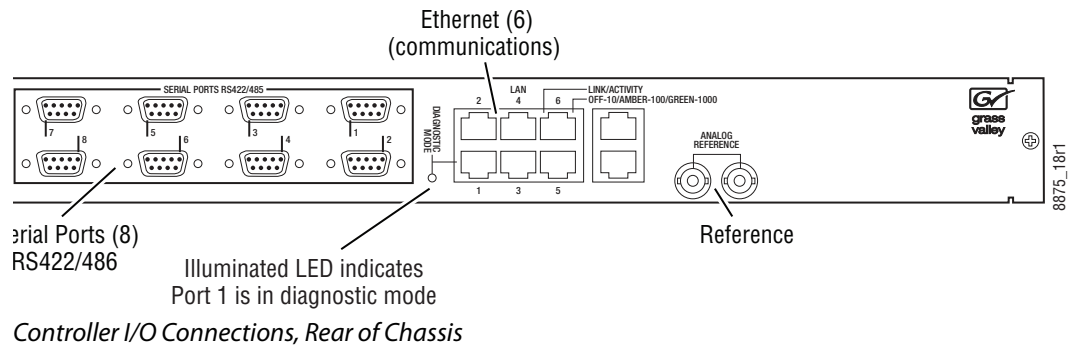 Ethernet (6)
(communications)
SERIAL PORTS RS422/485
LAN
LINK/ACTIVITY
OFF-10/AMBER-100/GREEN-1000
2 4 6
7 5 3 1
8 6 4 2
DIAGNOSTIC
MODE
1 3 5
ANALOG
REFERENCE
GV
grass
valley
8875_18r1
erial Ports (8)
RS422/486
Illuminated LED indicates
Port 1 is in diagnostic mode
Reference
Controller I/O Connections, Rear of Chassis